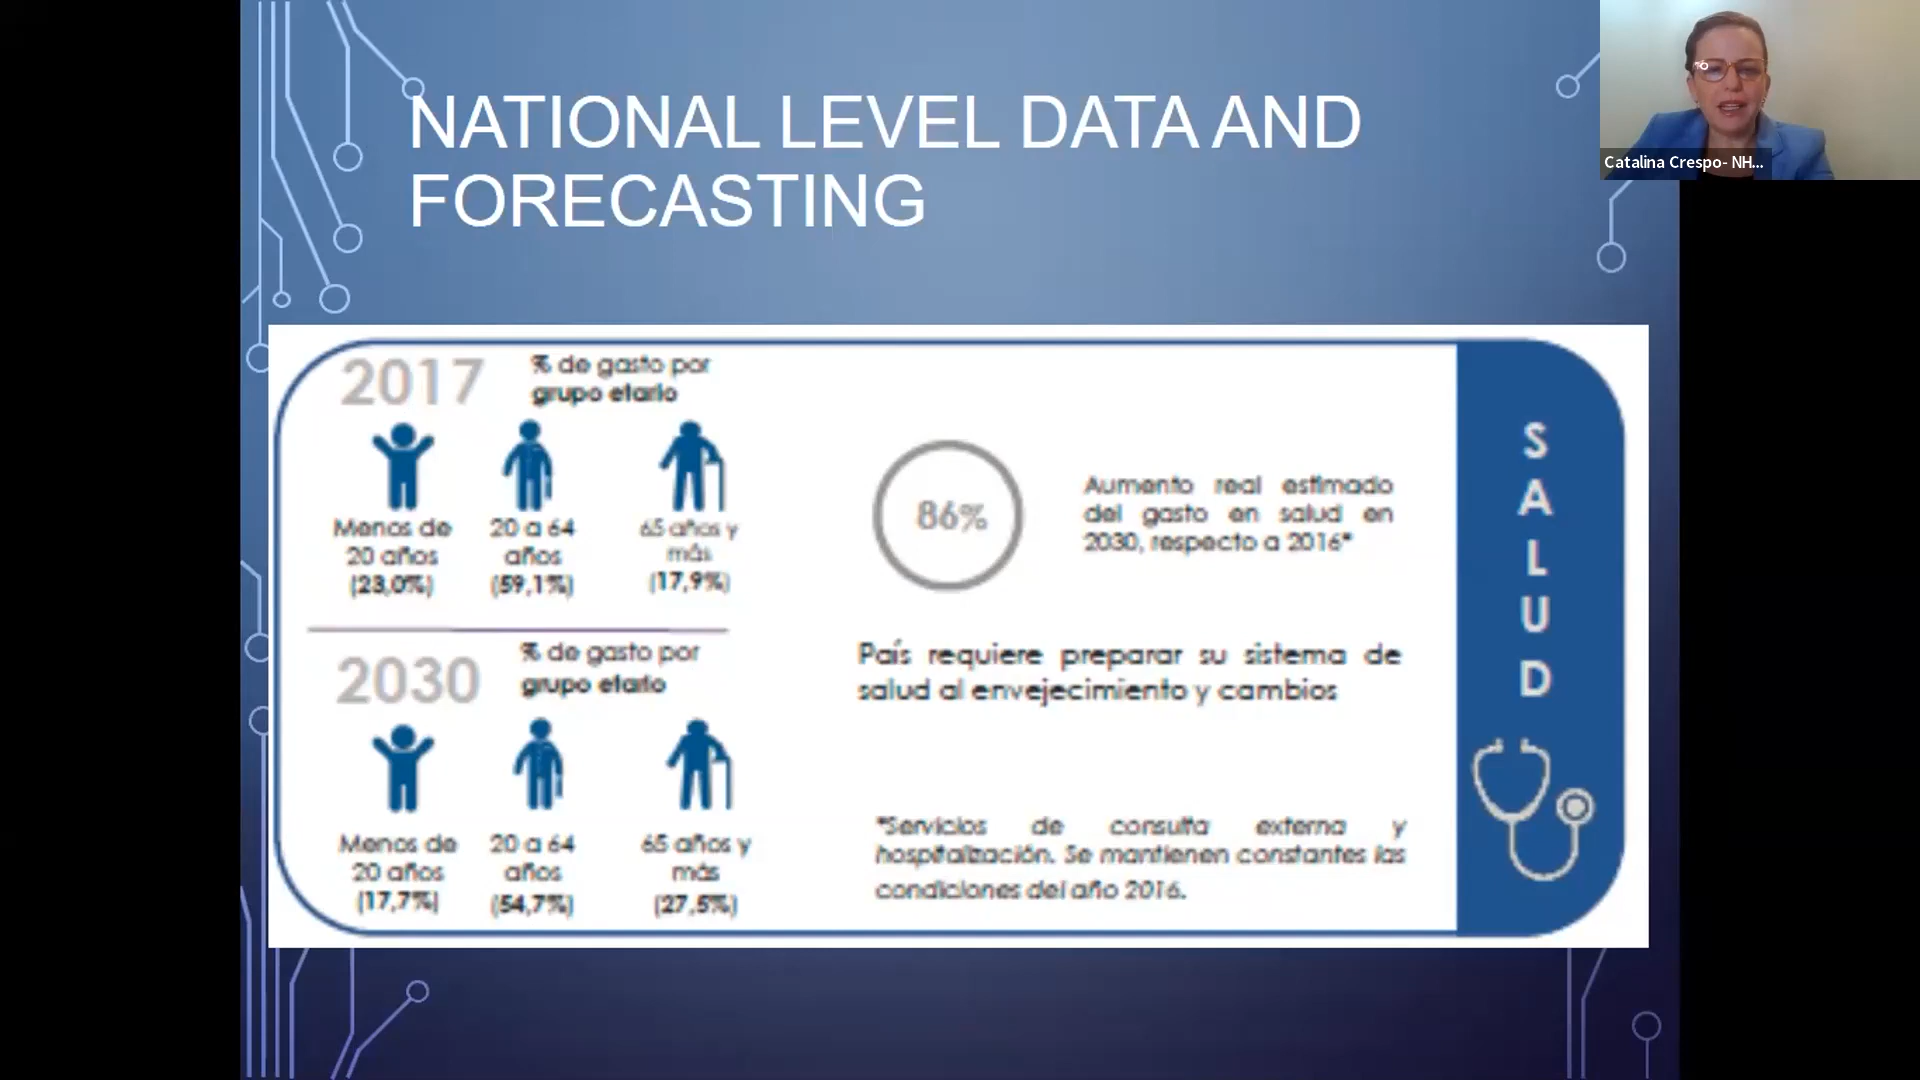 NATIONAL LEVEL DATA AND
FORECASTING
Catalina Crespo- NH...
2017
% de gasto por
grupo etario
Menos de
20 años
(23,0%)
20 a 64
años
(59,1%)
65 años y
más
(17,9%)
2030
% de gasto por
grupo etario
Menos de
20 años
(17,7%)
20 a 64
años
(54,7%)
65 años y
más
(27,5%)
86%
Aumento real estimado
del gasto en salud en
2030, respecto a 2016*
País requiere preparar su sistema de
salud al envejecimiento y cambios
*Servicios de consulta externa y
hospitalización. Se mantienen constantes las
condiciones del año 2016.
S
A
L
U
D